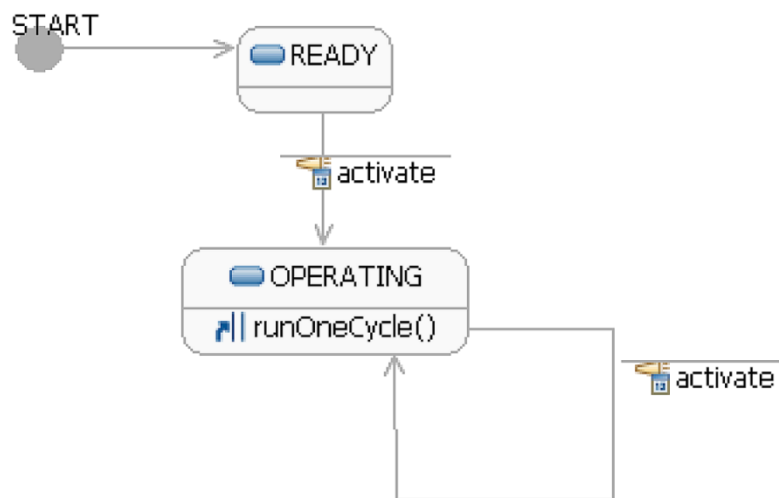 START
READY
activate
OPERATING
runOneCycle()
activate